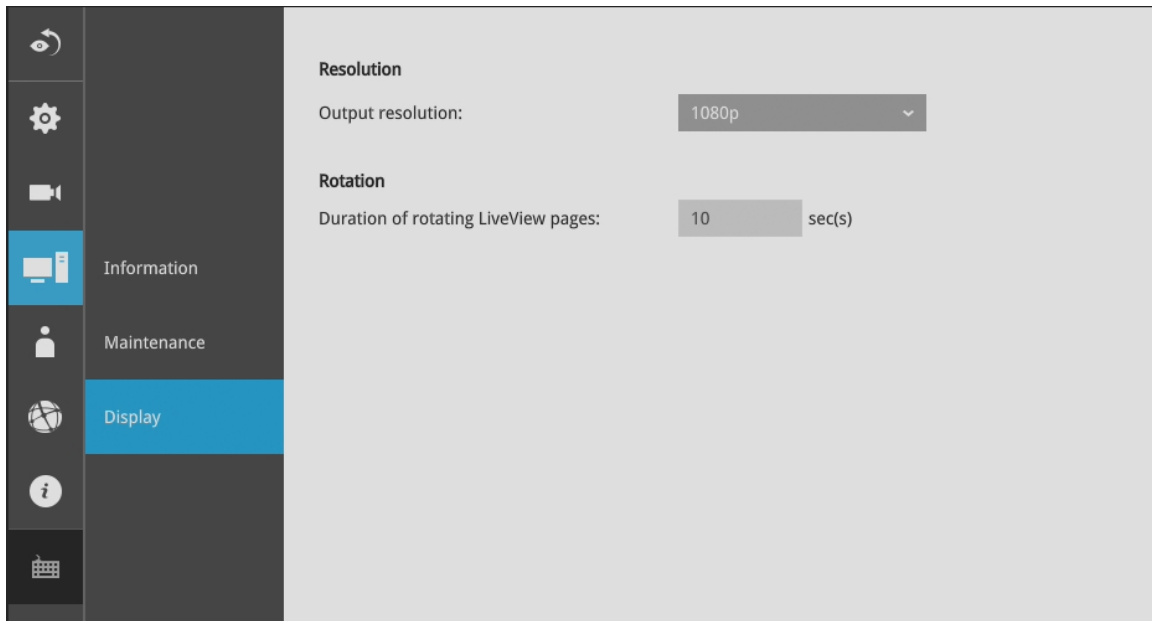 Resolution
Output resolution: 1080p
Rotation
Duration of rotating LiveView pages: 10 sec(s)
Information
Maintenance
Display